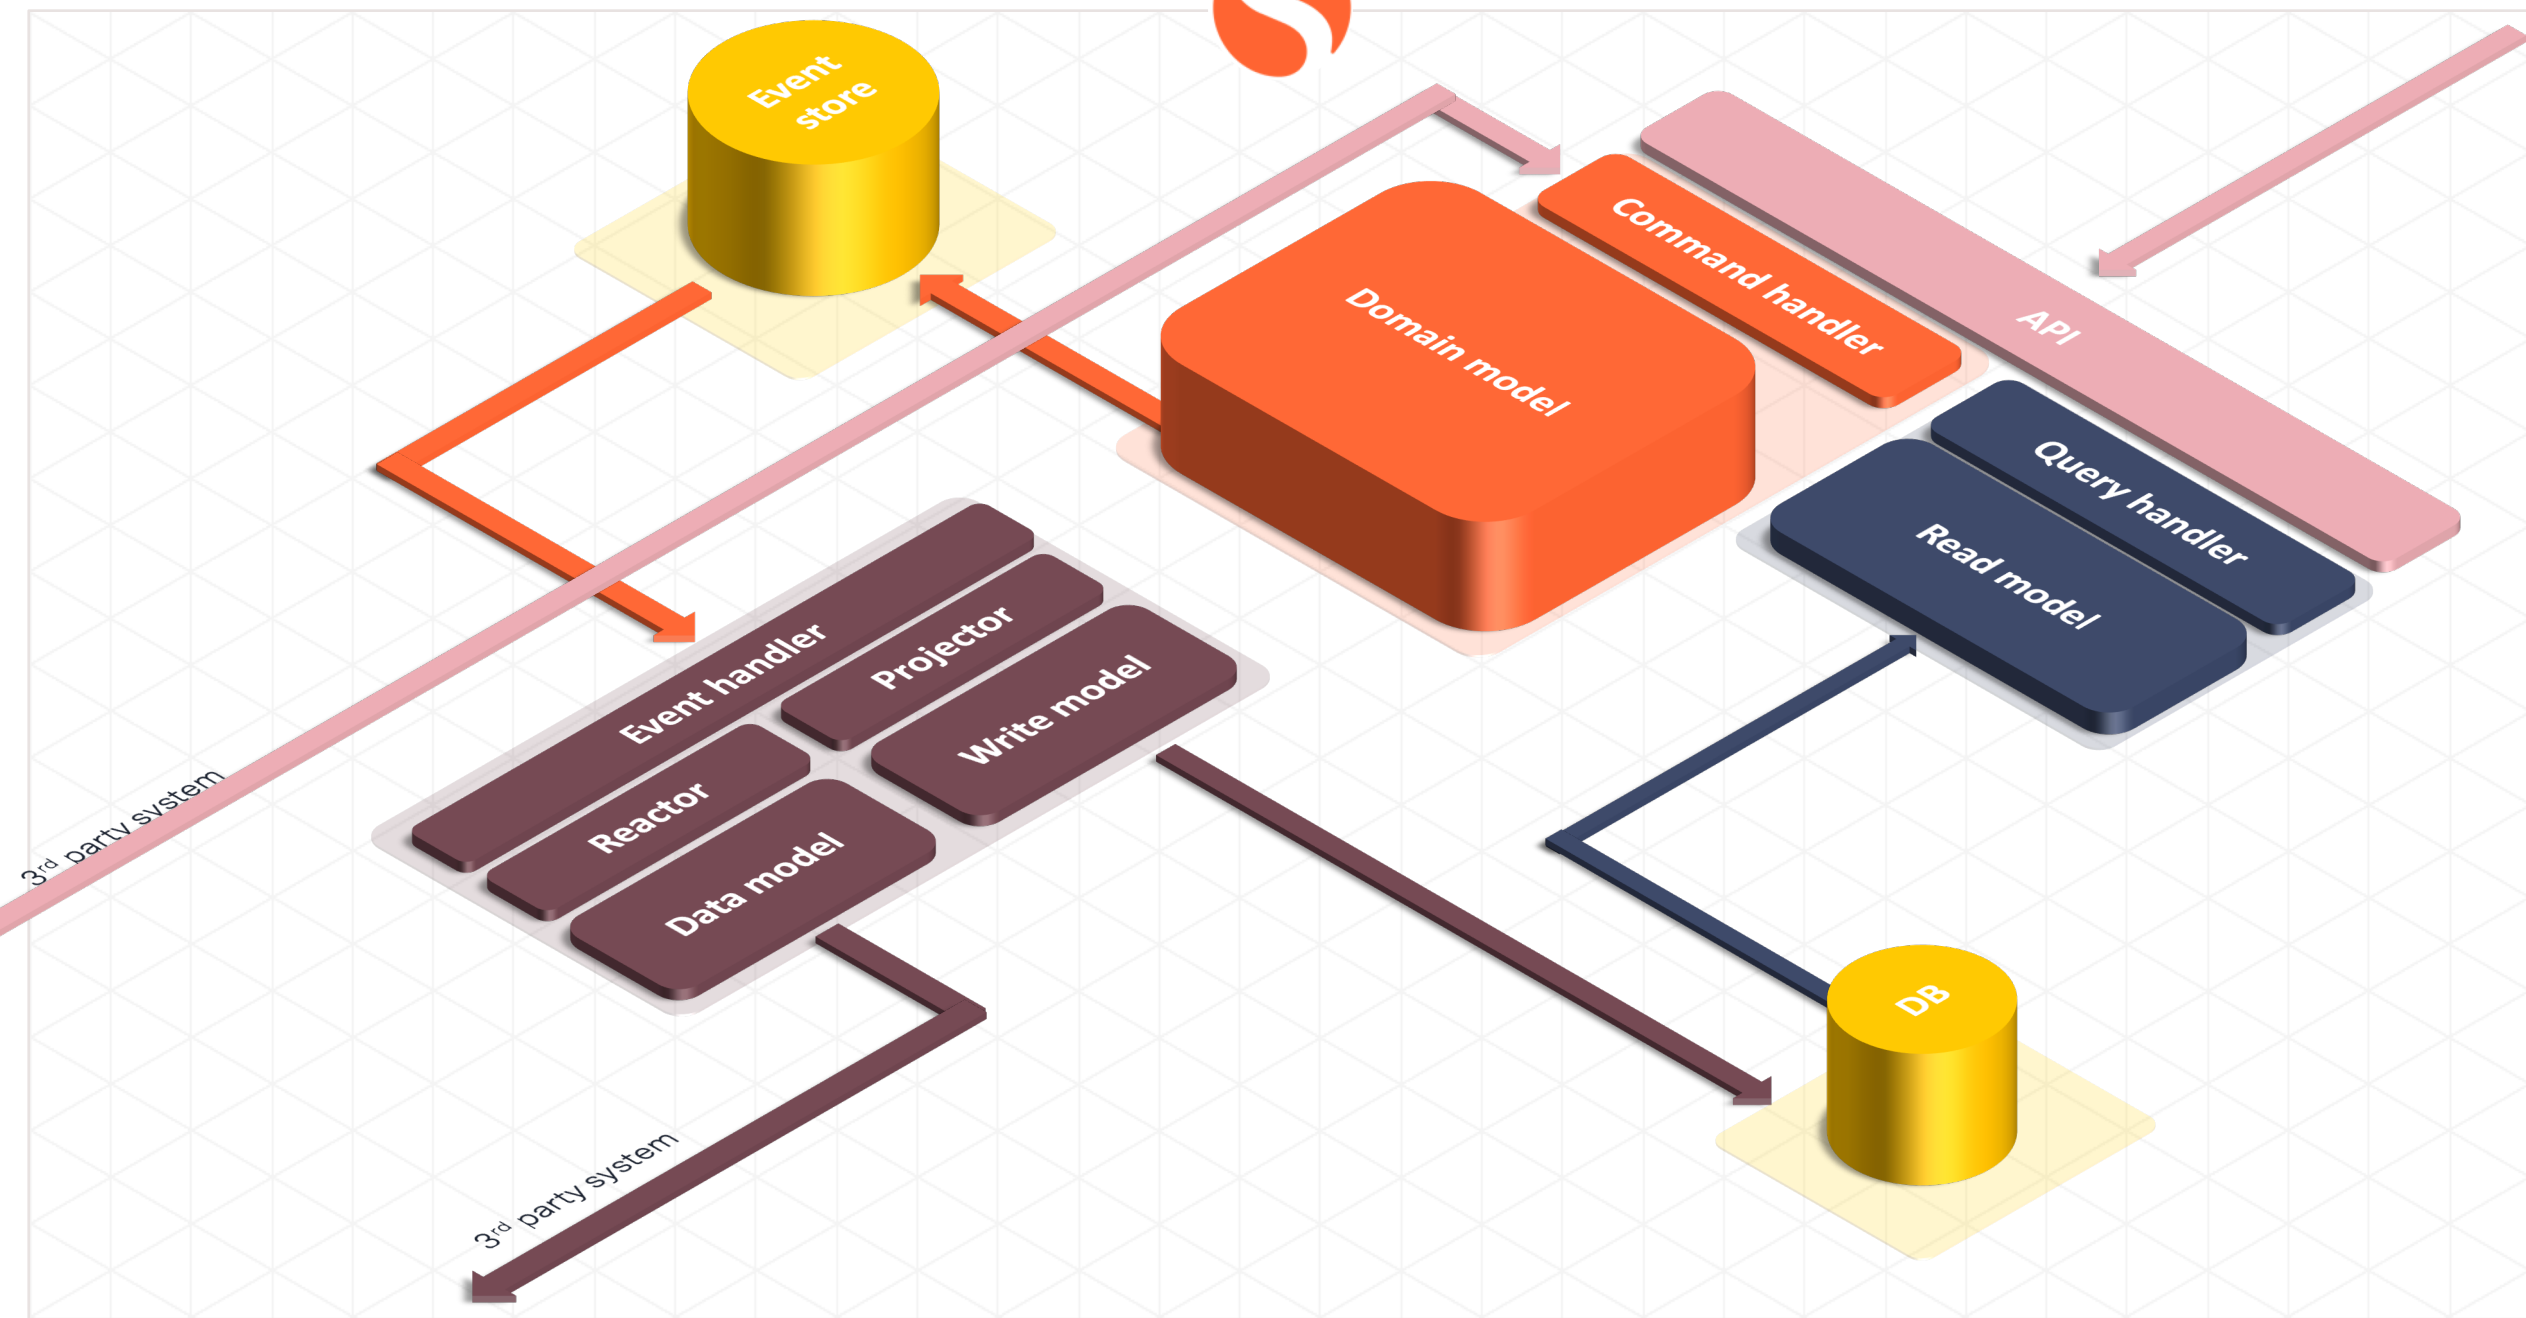 Event
store
Command handler
Domain model
API
Query handler
Read model
Event handler
Projector
Write model
Reactor
Data model
3rd party system
DB
3rd party system